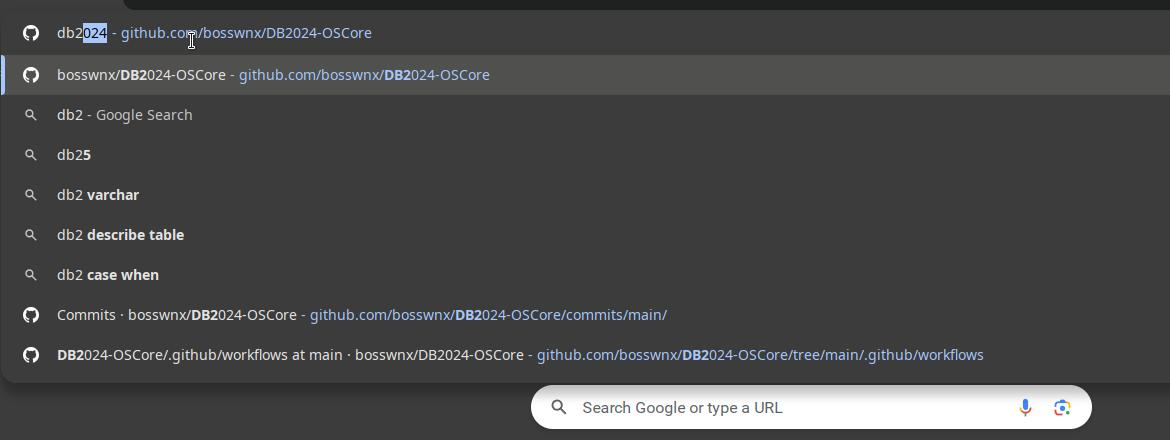 db2024 - github.com/bosswnx/DB2024-OSCore
bosswnx/DB2024-OSCore - github.com/bosswnx/DB2024-OSCore
db2 - Google Search
db25
db2 varchar
db2 describe table
db2 case when
Commits · bosswnx/DB2024-OSCore - github.com/bosswnx/DB2024-OSCore/commits/main/
DB2024-OSCore/.github/workflows at main · bosswnx/DB2024-OSCore - github.com/bosswnx/DB2024-OSCore/tree/main/.github/workflows
Search Google or type a URL